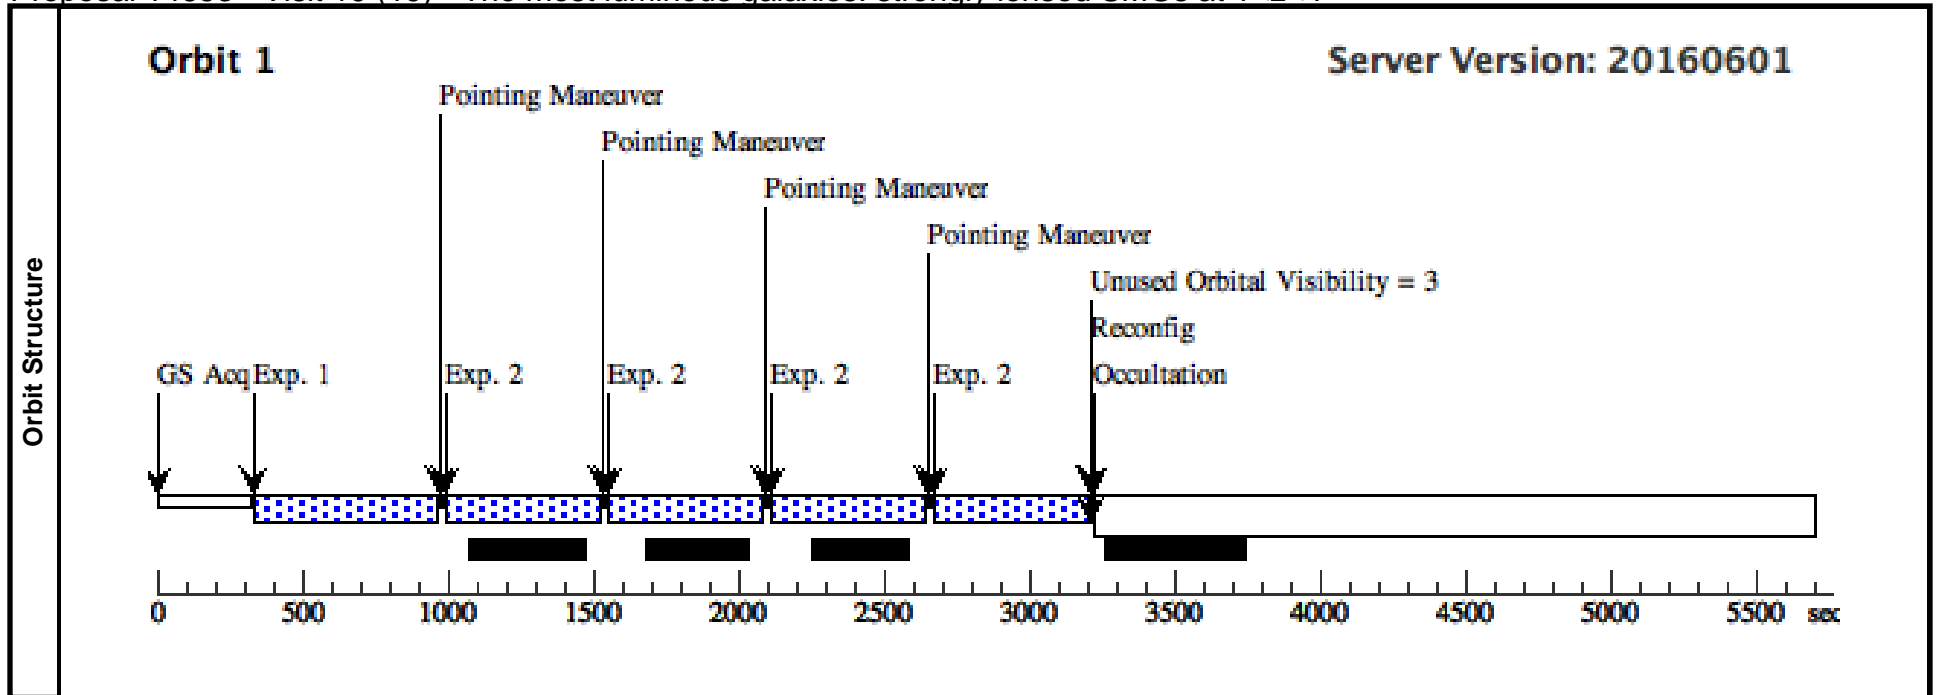 Orbit 1 Server Version: 20160601
Pointing Maneuver
Pointing Maneuver
Pointing Maneuver
Pointing Maneuver
Unused Orbital Visibility = 3
Reconfig
GS Acq Exp. 1 Exp. 2 Exp. 2 Exp. 2 Exp. 2 Occultation
Orbit Structure
0 500 1000 1500 2000 2500 3000 3500 4000 4500 5000 5500 sec